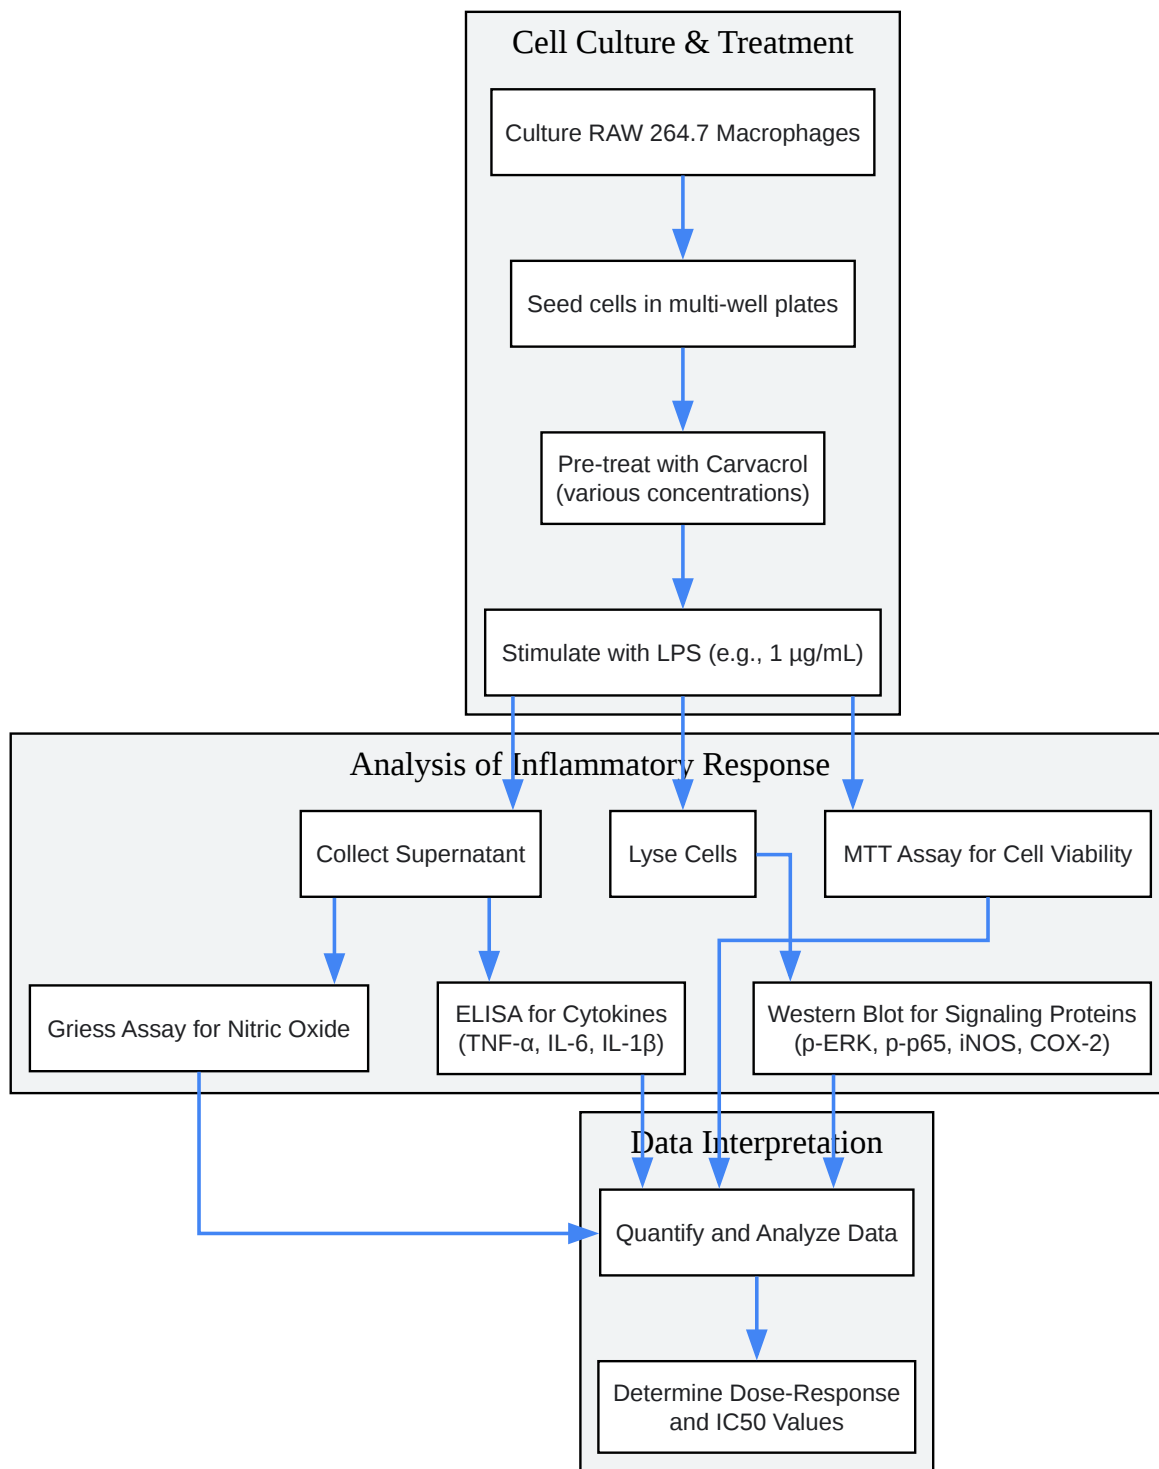 Cell Culture & Treatment
Culture RAW 264.7 Macrophages
Seed cells in multi-well plates
Pre-treat with Carvacrol
(various concentrations)
Stimulate with LPS (e.g., 1 µg/mL)
Analysis of Inflammatory Response
Collect Supernatant
Lyse Cells
MTT Assay for Cell Viability
Griess Assay for Nitric Oxide
ELISA for Cytokines
(TNF-α, IL-6, IL-1β)
Western Blot for Signaling Proteins
(p-ERK, p-p65, iNOS, COX-2)
Data Interpretation
Quantify and Analyze Data
Determine Dose-Response
and IC50 Values